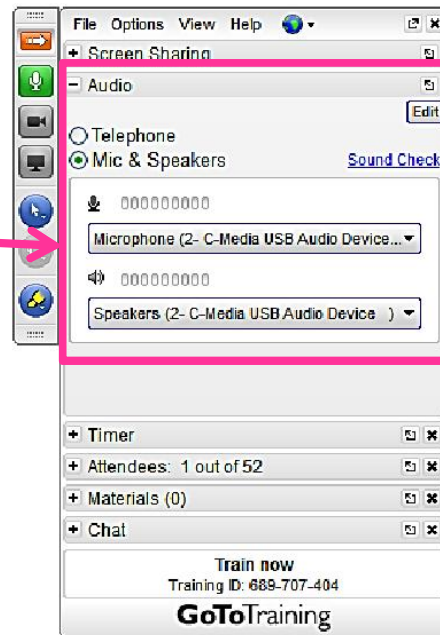 File Options View Help
Screen Sharing
Audio
Edit
Telephone
Mic & Speakers Sound Check
000000000
Microphone (2- C-Media USB Audio Device...
000000000
Speakers (2- C-Media USB Audio Device )
Timer
Attendees: 1 out of 52
Materials (0)
Chat
Train now
Training ID: 689-707-404
GoToTraining